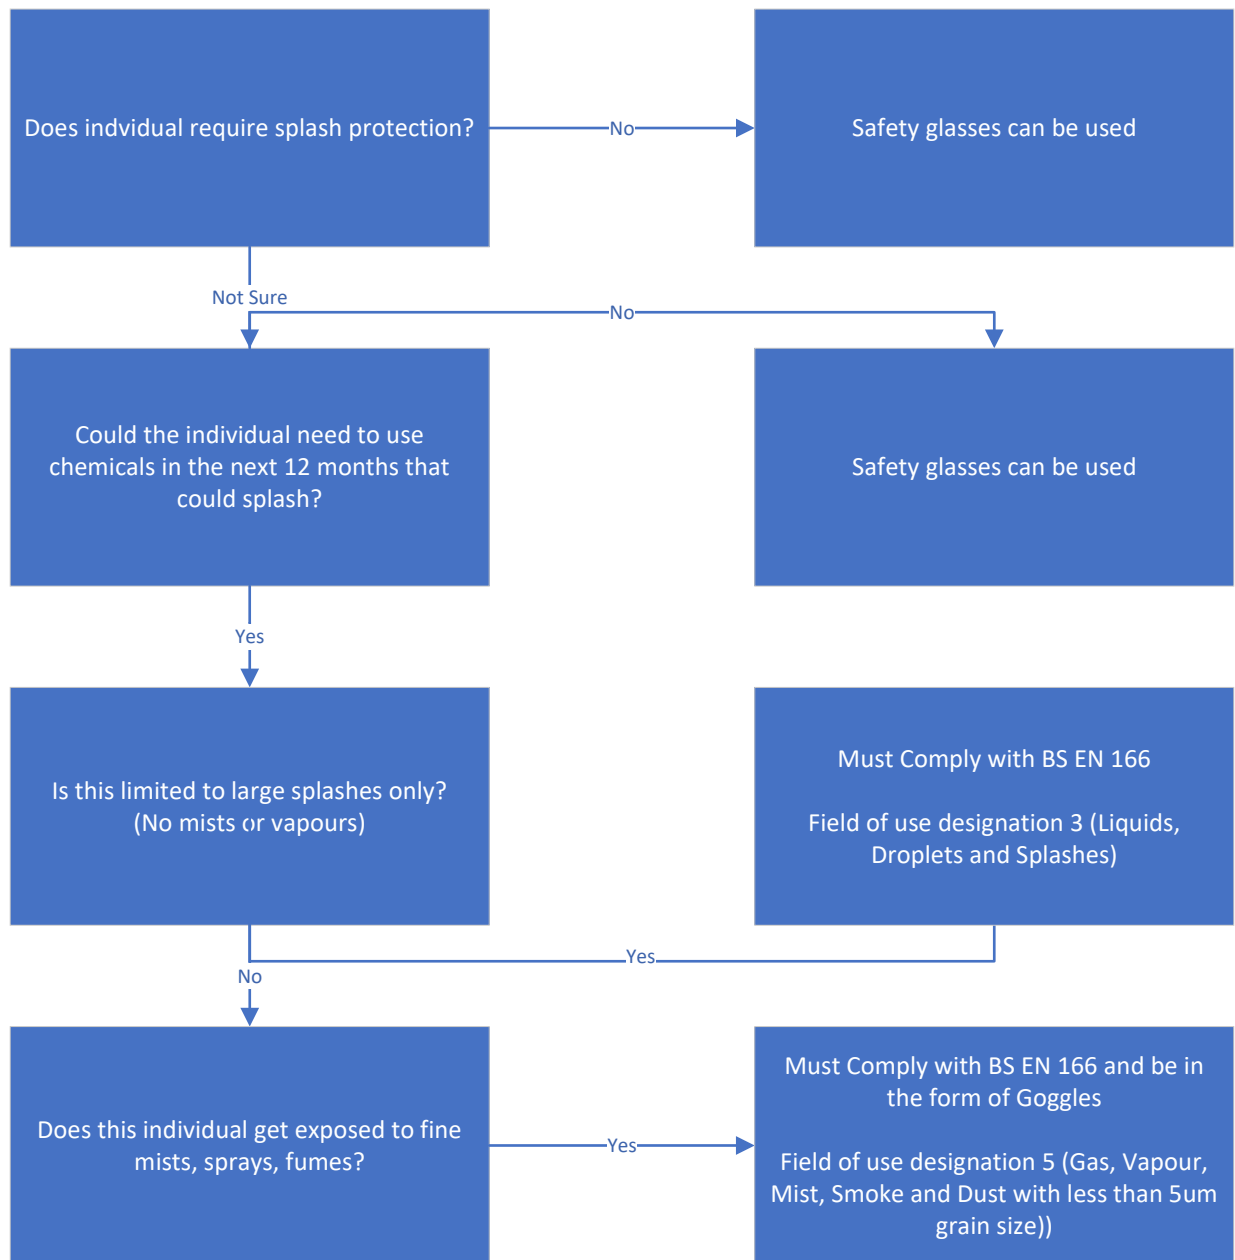 Does indvidual require splash protection?
No
Safety glasses can be used
Not Sure
No
Could the individual need to use
chemicals in the next 12 months that
could splash?
Safety glasses can be used
Yes
Is this limited to large splashes only?
(No mists or vapours)
Must Comply with BS EN 166
Field of use designation 3 (Liquids,
Droplets and Splashes)
Yes
No
Does this individual get exposed to fine
mists, sprays, fumes?
Yes
Must Comply with BS EN 166 and be in
the form of Goggles
Field of use designation 5 (Gas, Vapour,
Mist, Smoke and Dust with less than 5um
grain size))